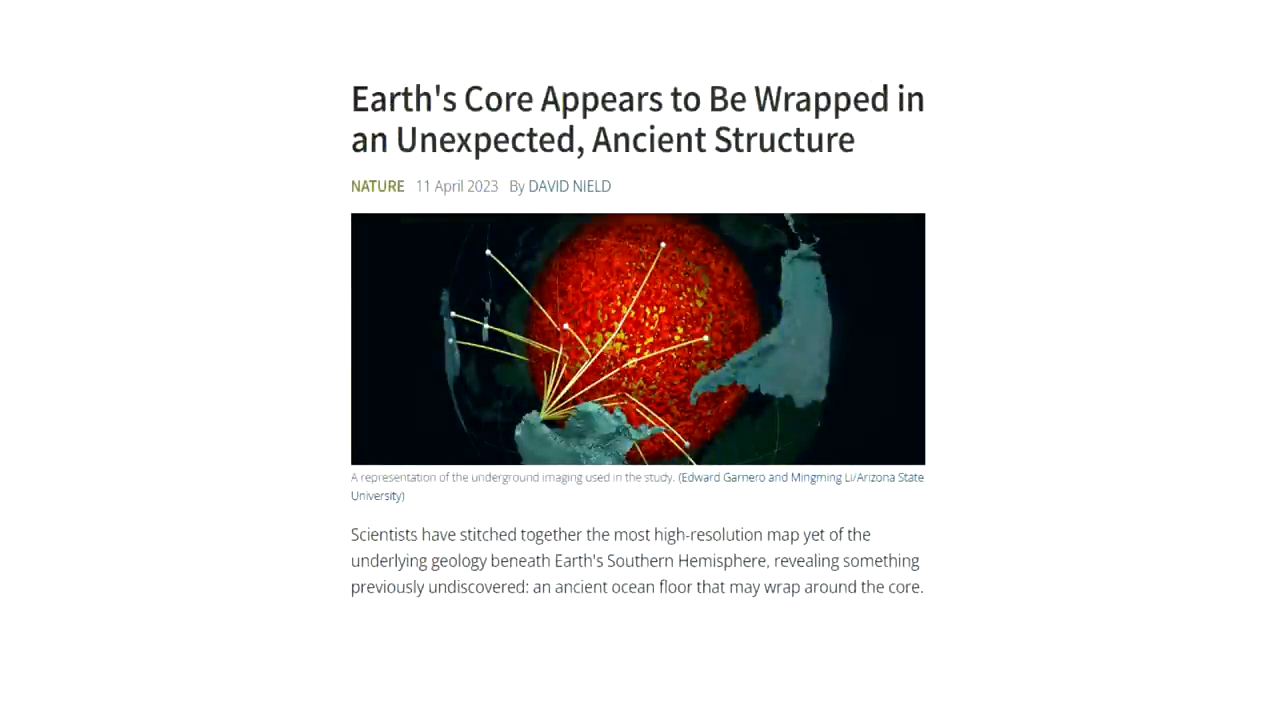 Earth's Core Appears to Be Wrapped in
an Unexpected, Ancient Structure
NATURE 11 April 2023 By DAVID NIELD
A representation of the underground imaging used in the study. (Edward Garnero and Mingming Li/Arizona State
University)
Scientists have stitched together the most high-resolution map yet of the
underlying geology beneath Earth's Southern Hemisphere, revealing something
previously undiscovered: an ancient ocean floor that may wrap around the core.